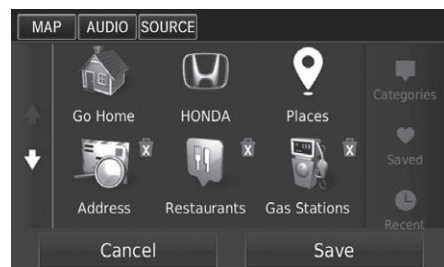 MAP AUDIO SOURCE
Categories
Go Home HONDA Places
Saved
Address Restaurants Gas Stations
Recent
Cancel Save